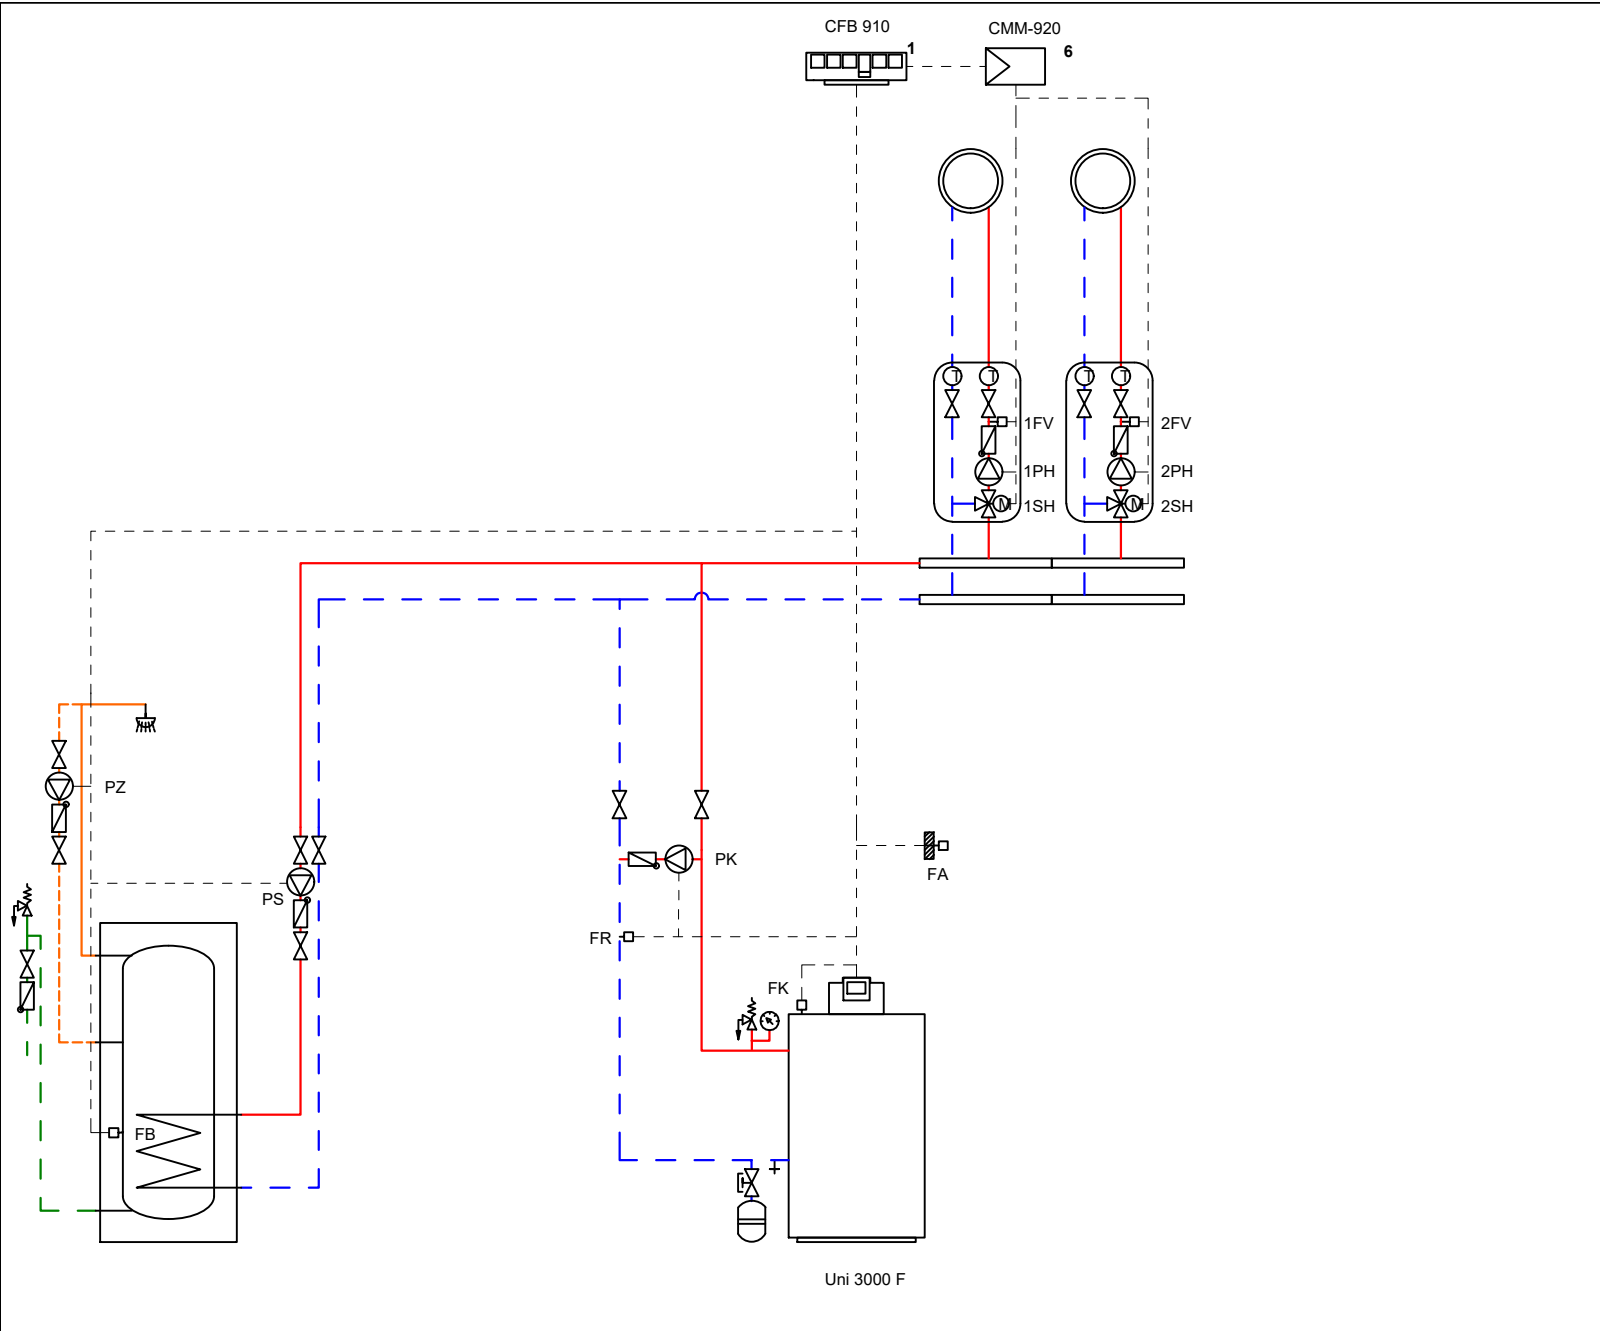 CFB 910
1
CMM-920
6
T
T
T
T
1FV
2FV
1PH
2PH
M
1SH
M
2SH
PZ
PK
FA
PS
FR
FK
FB
Uni 3000 F